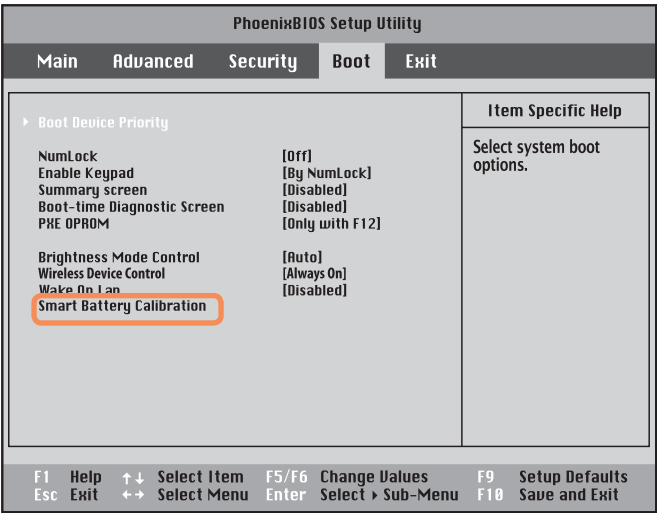 PhoenixBIOS Setup Utility
Main Advanced Security Boot Exit
Boot Device Priority
NumLock [Off]
Enable Keypad [By NumLock]
Summary screen [Disabled]
Boot-time Diagnostic Screen [Disabled]
PXE OPROM [Only with F12]
Brightness Mode Control [Auto]
Wireless Device Control [Always On]
Wake On Lan [Disabled]
Smart Battery Calibration
Item Specific Help
Select system boot
options.
F1 Help ↑↓ Select Item F5/F6 Change Values F9 Setup Defaults
Esc Exit ←→ Select Menu Enter Select ▸ Sub-Menu F10 Save and Exit